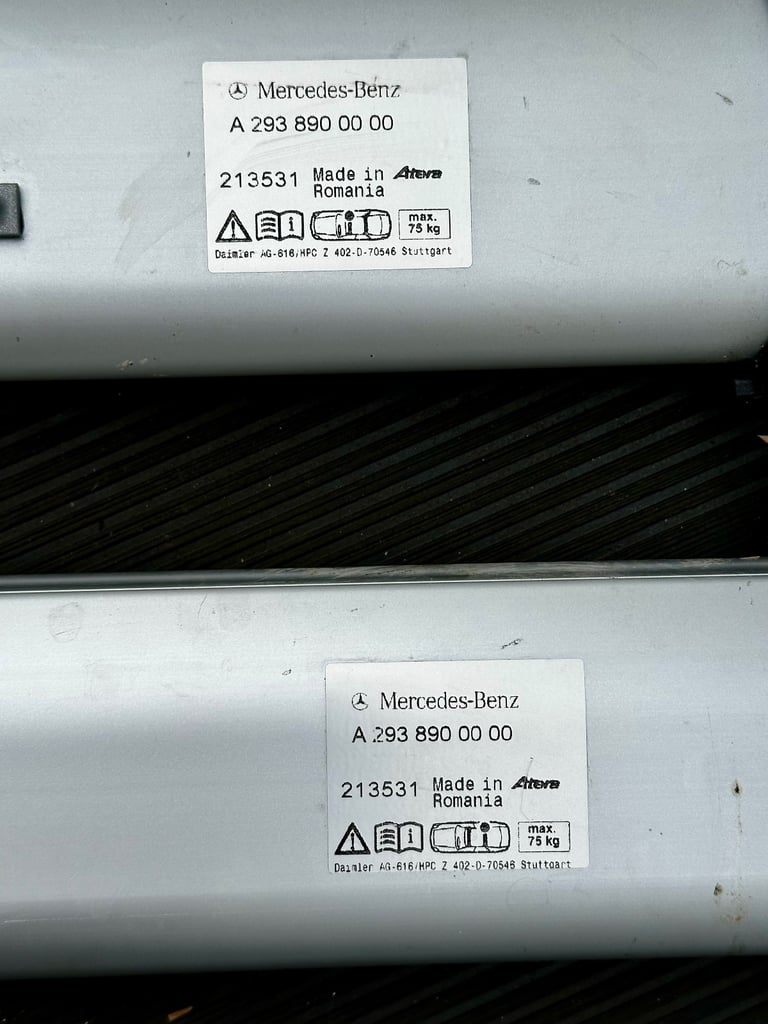 Mercedes-Benz
A 293 890 00 00
213531 Made in Atera
Romania
i
max.
75 kg
Daimler AG-616/HPC Z 402-D-70546 Stuttgart
Mercedes-Benz
A 293 890 00 00
213531 Made in Atera
Romania
i
max.
75 kg
Daimler AG-616/HPC Z 402-D-70546 Stuttgart